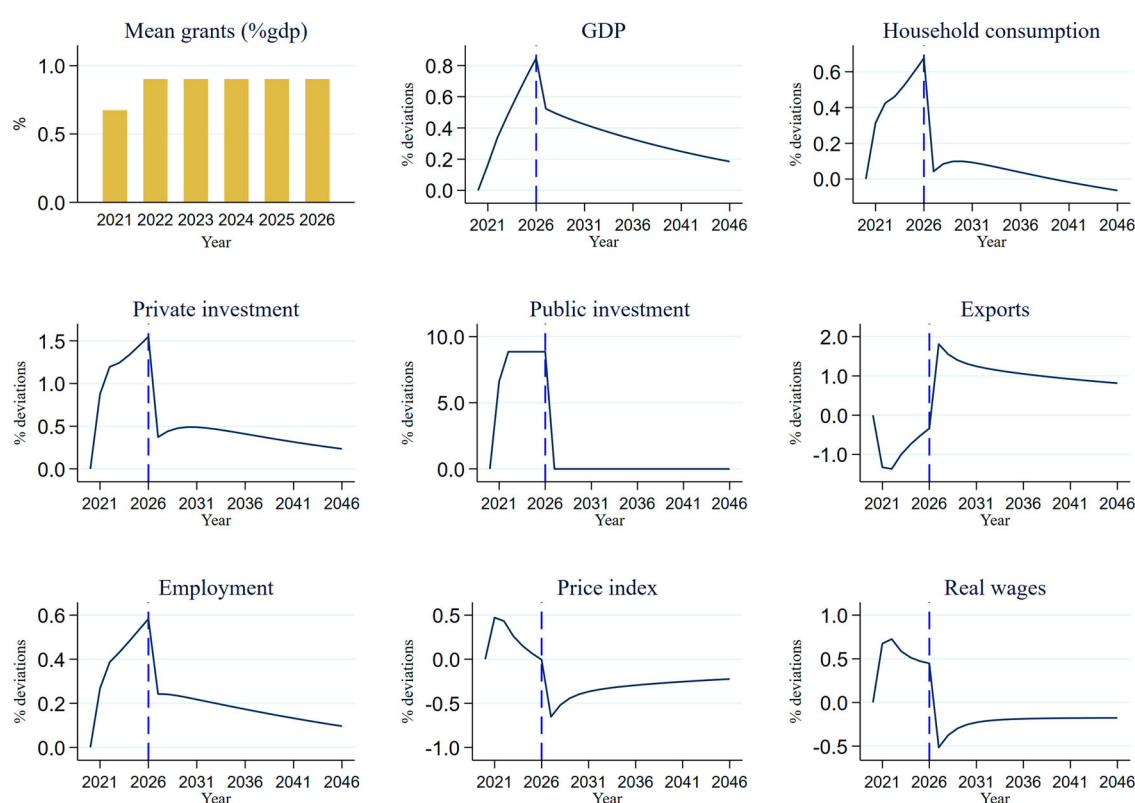 Mean grants (%gdp)
1.0
0.5
0.0
%
2021 2022 2023 2024 2025 2026
Year
GDP
0.8
0.6
0.4
0.2
0.0
% deviations
2021 2026 2031 2036 2041 2046
Year
Household consumption
0.6
0.4
0.2
0.0
% deviations
2021 2026 2031 2036 2041 2046
Year
Private investment
1.5
1.0
0.5
0.0
% deviations
2021 2026 2031 2036 2041 2046
Year
Public investment
10.0
5.0
0.0
% deviations
2021 2026 2031 2036 2041 2046
Year
Exports
2.0
1.0
0.0
-1.0
% deviations
2021 2026 2031 2036 2041 2046
Year
Employment
0.6
0.4
0.2
0.0
% deviations
2021 2026 2031 2036 2041 2046
Year
Price index
0.5
0.0
-0.5
-1.0
% deviations
2021 2026 2031 2036 2041 2046
Year
Real wages
1.0
0.5
0.0
-0.5
% deviations
2021 2026 2031 2036 2041 2046
Year